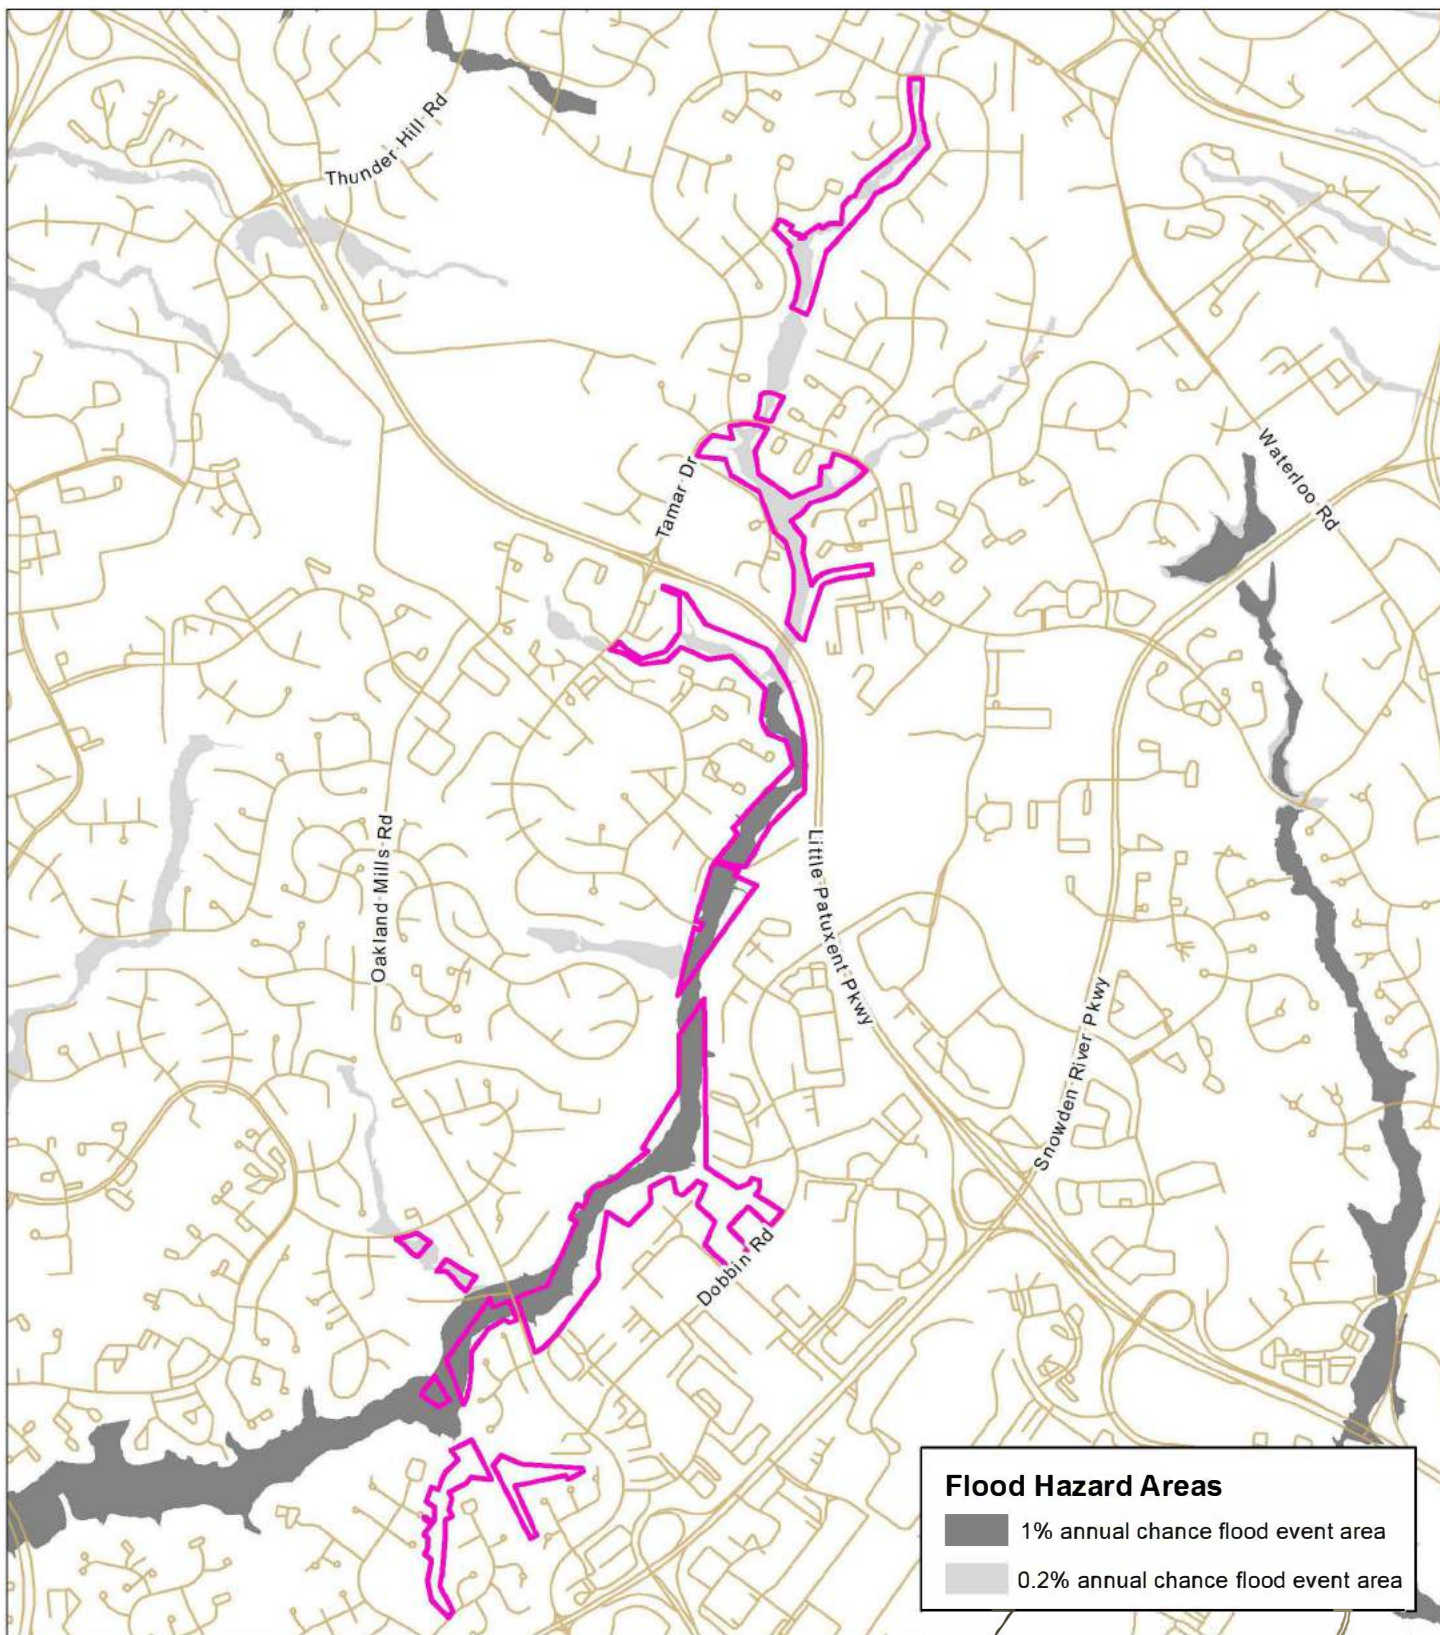 Thunder Hill Rd
Waterloo Rd
Tamar Dr
Oakland Mills Rd
Little Patuxent Pkwy
Snowden River Pkwy
Dobbin Rd
Flood Hazard Areas
1% annual chance flood event area
0.2% annual chance flood event area